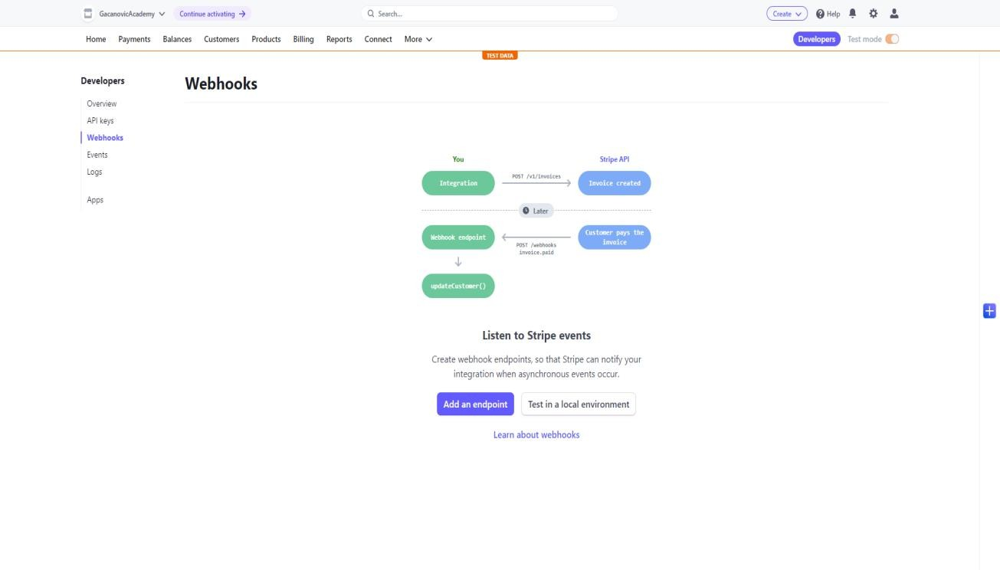 GacanovicAcademy
Continue activating
Search...
Create
Help
Home
Payments
Balances
Customers
Products
Billing
Reports
Connect
More
Developers
Test mode
TEST DATA
Developers
Overview
API keys
Webhooks
Events
Logs
Apps
Webhooks
You
Stripe API
Integration
POST /v1/invoices
Invoice created
Later
Webhook endpoint
POST /webhooks
invoice.paid
Customer pays the
invoice
updateCustomer()
Listen to Stripe events
Create webhook endpoints, so that Stripe can notify your
integration when asynchronous events occur.
Add an endpoint
Test in a local environment
Learn about webhooks